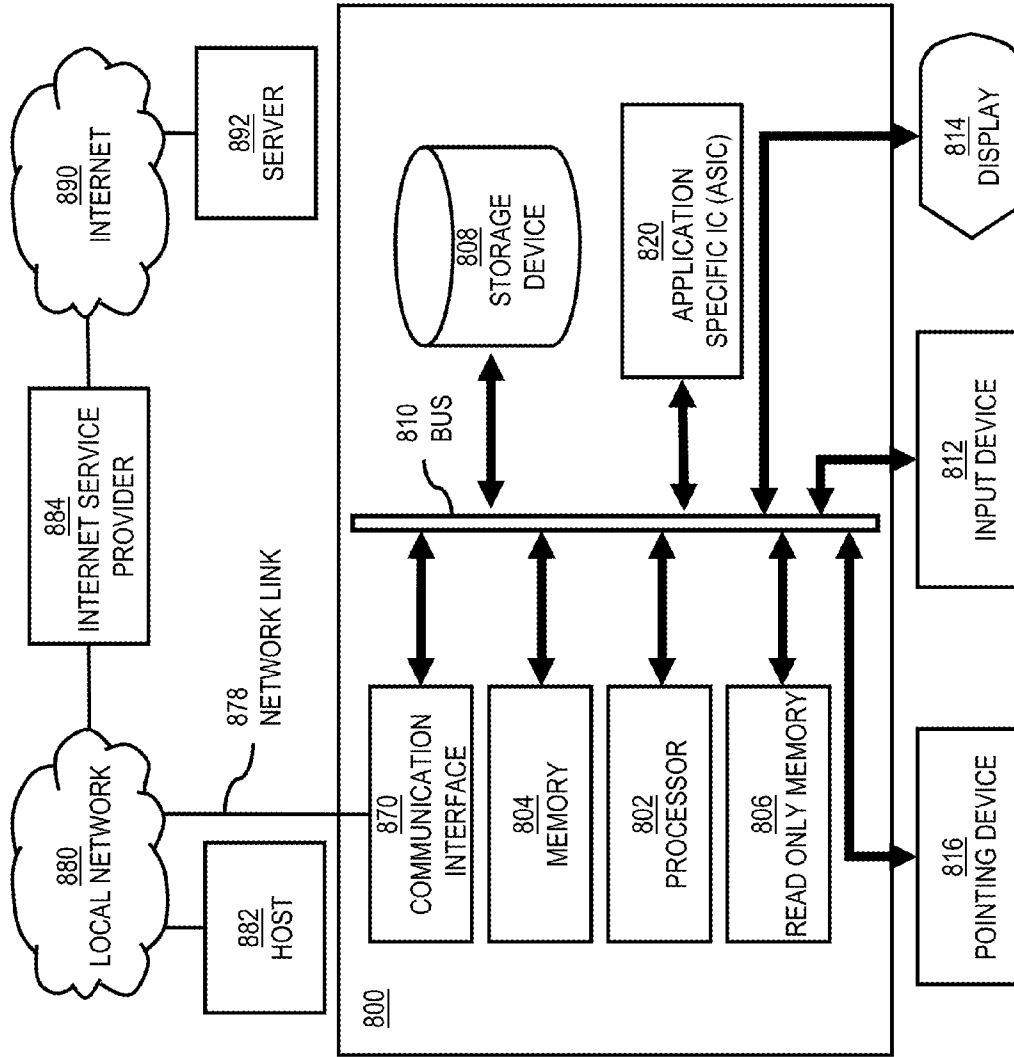 880
LOCAL NETWORK
884
INTERNET SERVICE
PROVIDER
890
INTERNET
882
HOST
878
NETWORK LINK
892
SERVER
800
870
COMMUNICATION
INTERFACE
804
MEMORY
802
PROCESSOR
806
READ ONLY MEMORY
810
BUS
808
STORAGE
DEVICE
820
APPLICATION
SPECIFIC IC (ASIC)
816
POINTING DEVICE
812
INPUT DEVICE
814
DISPLAY